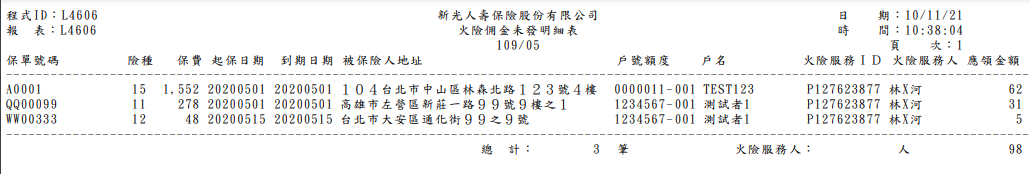 程式ID：L4606 新光人壽保險股份有限公司 日 期：10/11/21
報 表：L4606 火險佣金未發明細表 時 間：10:38:04
109/05 頁 次：1
保單號碼 險種 保費 起保日期 到期日期 被保險人地址 戶號額度 戶名 火險服務ＩＤ 火險服務人 應領金額
AQ001 15 1,552 20200501 20200501 １０４台北市中山區林森北路１２３號４樓 0000011-001 TEST123 P127623877 林X河 62
QQ00099 11 278 20200501 20200501 高雄市左營區新莊一路９９號９樓之１ 1234567-001 測試者1 P127623877 林X河 31
WW00333 12 48 20200515 20200515 台北市大安區通化街９９之９號 1234567-001 測試者1 P127623877 林X河 5
總 計： 3 筆 火險服務人： 人 98